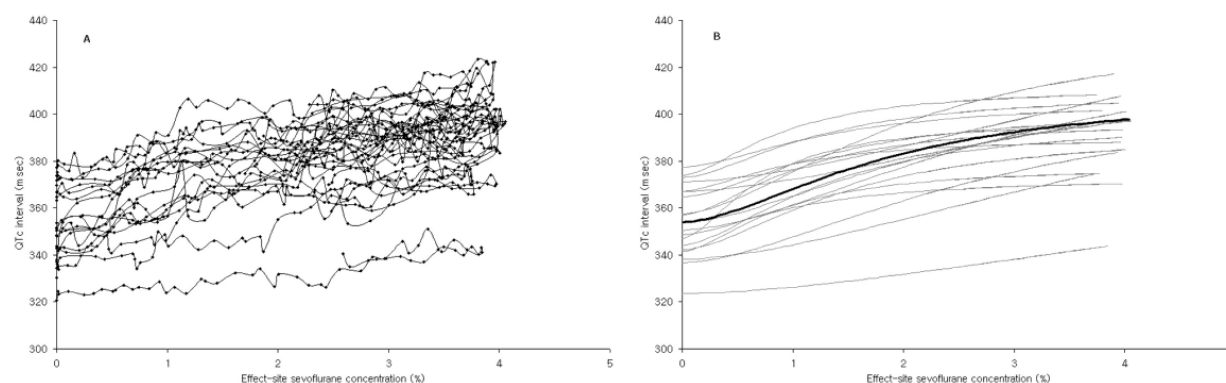 A
440
420
400
380
360
340
320
300
QTc interval (msec)
0 1 2 3 4 5
Effect-site sevoflurane concentration (%)
B
440
420
400
380
360
340
320
300
QTc interval (msec)
0 1 2 3 4
Effect-site sevoflurane concentration (%)